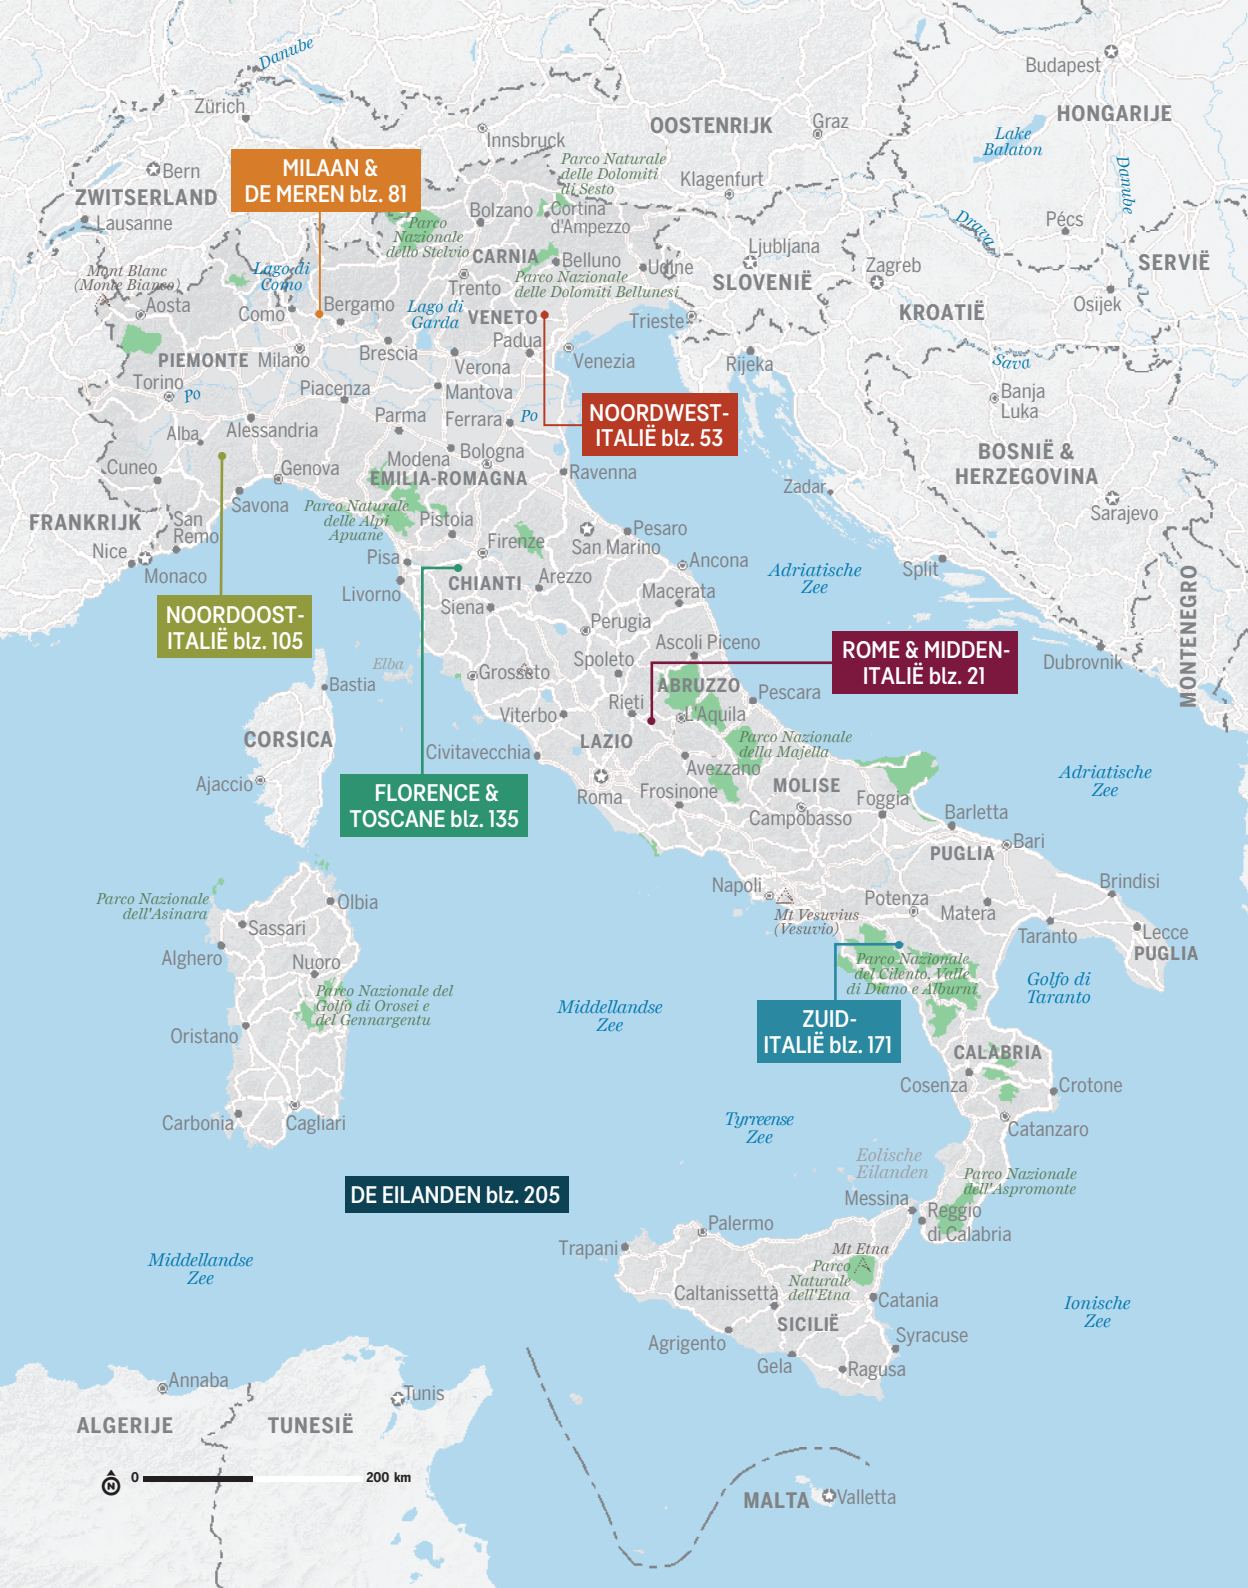 Danube
Budapest
Zürich
HONGARIJE
OOSTENRIJK
Graz
Innsbruck
Lake
Balaton
Danube
Bern
MILAAN &
DE MEREN blz. 81
Parco Naturale
delle Dolomiti
di Sesto
Klagenfurt
ZWITSERLAND
Lausanne
Bolzano
Cortina
d'Ampezzo
Parco
Nazionale
dello Stelvio
Drava
Pécs
CARNIA
Belluno
Udine
Ljubljana
SLOVENIË
Zagreb
SERVIË
Mont Blanc
(Monte Bianco)
Lago di
Como
Trento
Parco Nazionale
delle Dolomiti Bellunesi
Aosta
Como
Bergamo
Lago di
Garda
VENETO
Trieste
KROATIË
Osijek
PIEMONTE
Milano
Brescia
Padua
Verona
Venezia
Rijeka
Sava
Torino
Po
Piacenza
Mantova
Banja
Luka
Parma
Ferrara
Po
NOORDWEST-
ITALIË blz. 53
Alba
Alessandria
Cuneo
Genova
Modena
Bologna
EMILIA-ROMAGNA
Ravenna
BOSNIË &
HERZEGOVINA
Zadar
Sarajevo
FRANKRIJK
San
Remo
Savona
Parco Naturale
delle Alpi
Apuane
Pistoia
Firenze
San Marino
Pesaro
Nice
Monaco
Pisa
Livorno
CHIANTI
Arezzo
Siena
Ancona
Macerata
Adriatische
Zee
Split
MONTENEGRO
NOORDOOST-
ITALIË blz. 105
Perugia
Ascoli Piceno
ROME & MIDDEN-
ITALIË blz. 21
Dubrovnik
Elba
Bastia
Grosseto
Spoleto
ABRUZZO
Pescara
Rieti
L'Aquila
Viterbo
CORSICA
LAZIO
Parco Nazionale
della Majella
Civitavecchia
Avezzano
Ajaccio
FLORENCE &
TOSCANE blz. 135
Roma
Frosinone
MOLISE
Campobasso
Foggia
Adriatische
Zee
Barletta
Bari
PUGLIA
Parco Nazionale
dell'Asinara
Olbia
Sassari
Alghero
Nuoro
Napoli
Mt Vesuvius
(Vesuvio)
Potenza
Matera
Brindisi
Taranto
Lecce
PUGLIA
Parco Nazionale
del Cilento, Valle
di Diano e Alburni
Golfo di
Taranto
Parco Nazionale del
Golfo di Orosei e
del Gennargentu
Middellandse
Zee
ZUID-
ITALIË blz. 171
Oristano
CALABRIA
Cosenza
Crotone
Carbonia
Cagliari
Tyrreense
Zee
Catanzaro
Eolische
Eilanden
Parco Nazionale
dell'Aspromonte
DE EILANDEN blz. 205
Messina
Reggio
di Calabria
Palermo
Trapani
Mt Etna
Parco
Naturale
dell'Etna
Middellandse
Zee
Caltanissetta
Catania
Ionische
Zee
SICILIË
Agrigento
Syracuse
Gela
Ragusa
Annaba
Tunis
ALGERIJE
TUNESIË
N
0
200 km
MALTA
Valletta